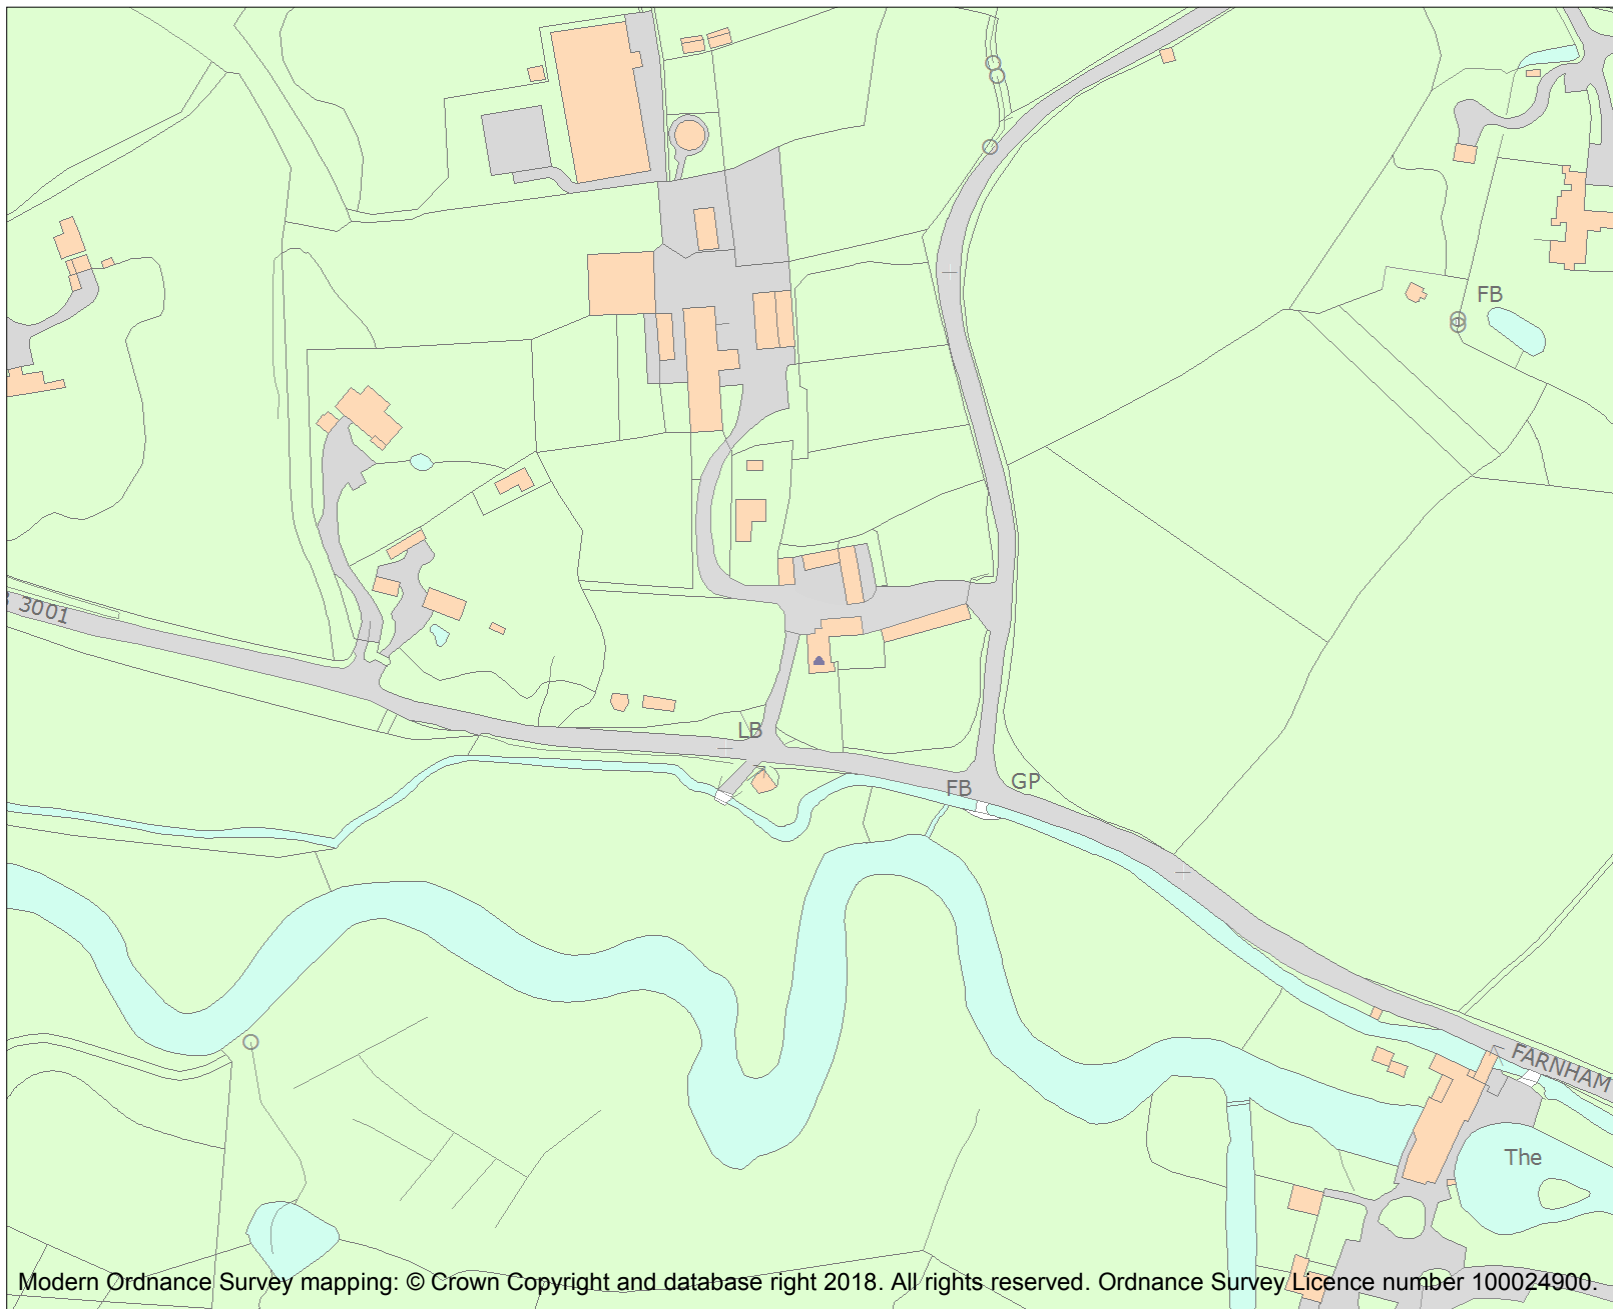 FB
3001
LB
FB
GP
FARNHAM
The
Modern Ordnance Survey mapping: © Crown Copyright and database right 2018. All rights reserved. Ordnance Survey Licence number 100024900.